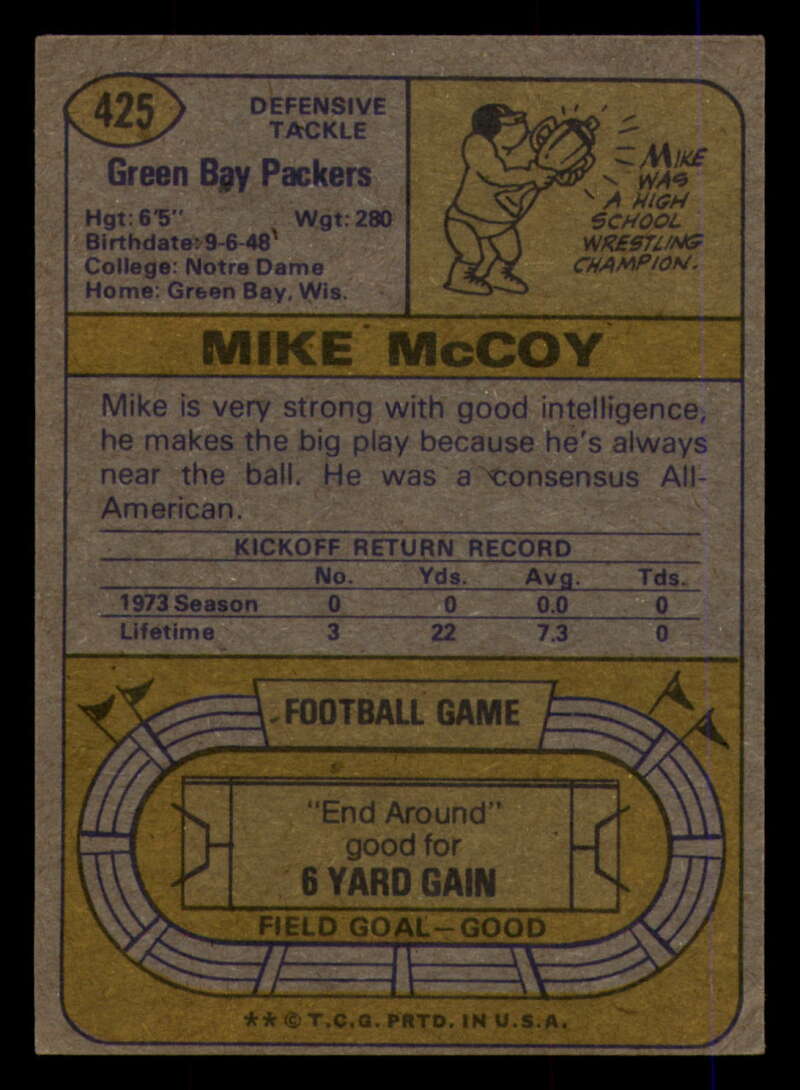 425
DEFENSIVE
TACKLE
Green Bay Packers
Hgt: 6'5" Wgt: 280
Birthdate: 9-6-48
College: Notre Dame
Home: Green Bay, Wis.
MIKE
WAS
A HIGH
SCHOOL
WRESTLING
CHAMPION.
MIKE McCOY
Mike is very strong with good intelligence,
he makes the big play because he's always
near the ball. He was a consensus All-
American.
KICKOFF RETURN RECORD
No. Yds. Avg. Tds.
1973 Season 0 0 0.0 0
Lifetime 3 22 7.3 0
FOOTBALL GAME
"End Around"
good for
6 YARD GAIN
FIELD GOAL—GOOD
** © T.C.G. PRTD. IN U.S.A.